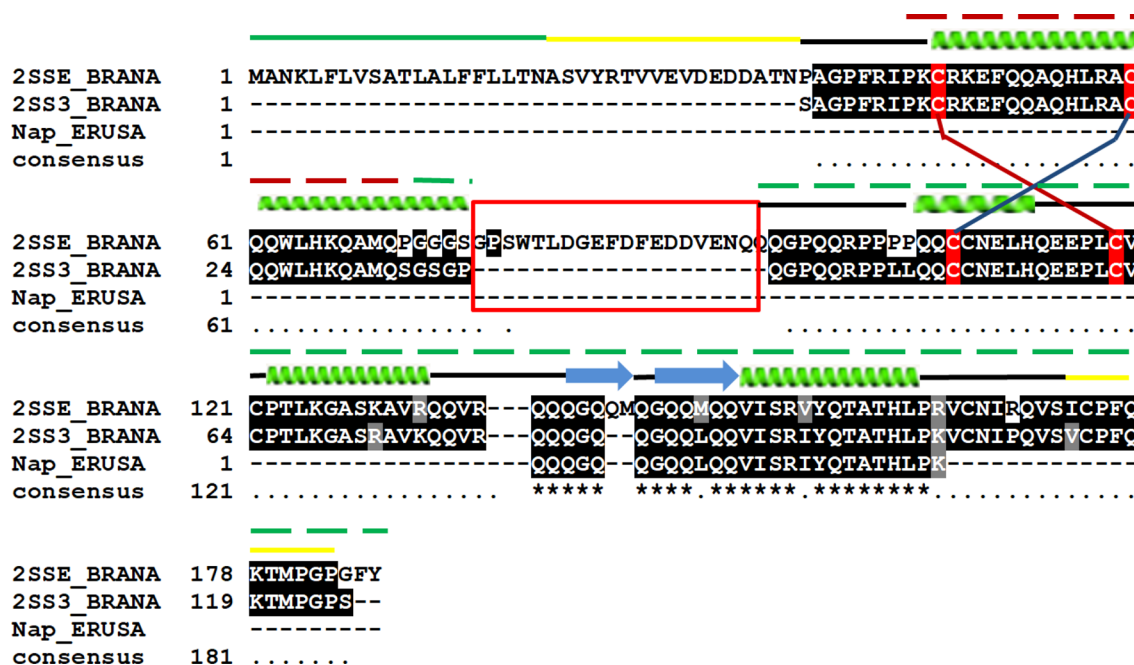 2SSE_BRANA 1 MANKLFLVSATLALFFLLTNASVYRTVVEVDEDDATNPAGPFRIPKCRKEFQQAQHLRAC
2SS3_BRANA 1 -------------------------------------SAGPFRIPKCRKEFQQAQHLRAC
Nap_ERUSA 1 ------------------------------------------------------------
consensus 1 ......................
2SSE_BRANA 61 QQWLHKQAMQPGGGSGPSWTLDGEFDFEDDVENQQQGPQQRPPPPQQCCNELHQEEPLCV
2SS3_BRANA 24 QQWLHKQAMQSGSGP--------------------QGPQQRPPLLQQCCNELHQEEPLCV
Nap_ERUSA 1 ------------------------------------------------------------
consensus 61 ............... . ........................
2SSE_BRANA 121 CPTLKGASKAVRQQVR---QQQGQQMQGQQMQQVISRVYQTATHLPRVCNIRQVSICPFQ
2SS3_BRANA 64 CPTLKGASRAVKQQVR---QQQGQ--QGQQLQQVISRIYQTATHLPKVCNIPQVSVCPFQ
Nap_ERUSA 1 -------------------QQQGQ--QGQQLQQVISRIYQTATHLPK-------------
consensus 121 ................. ***** ****.******.********..............
2SSE_BRANA 178 KTMPGPGFY
2SS3_BRANA 119 KTMPGPS--
Nap_ERUSA ---------
consensus 181 .......